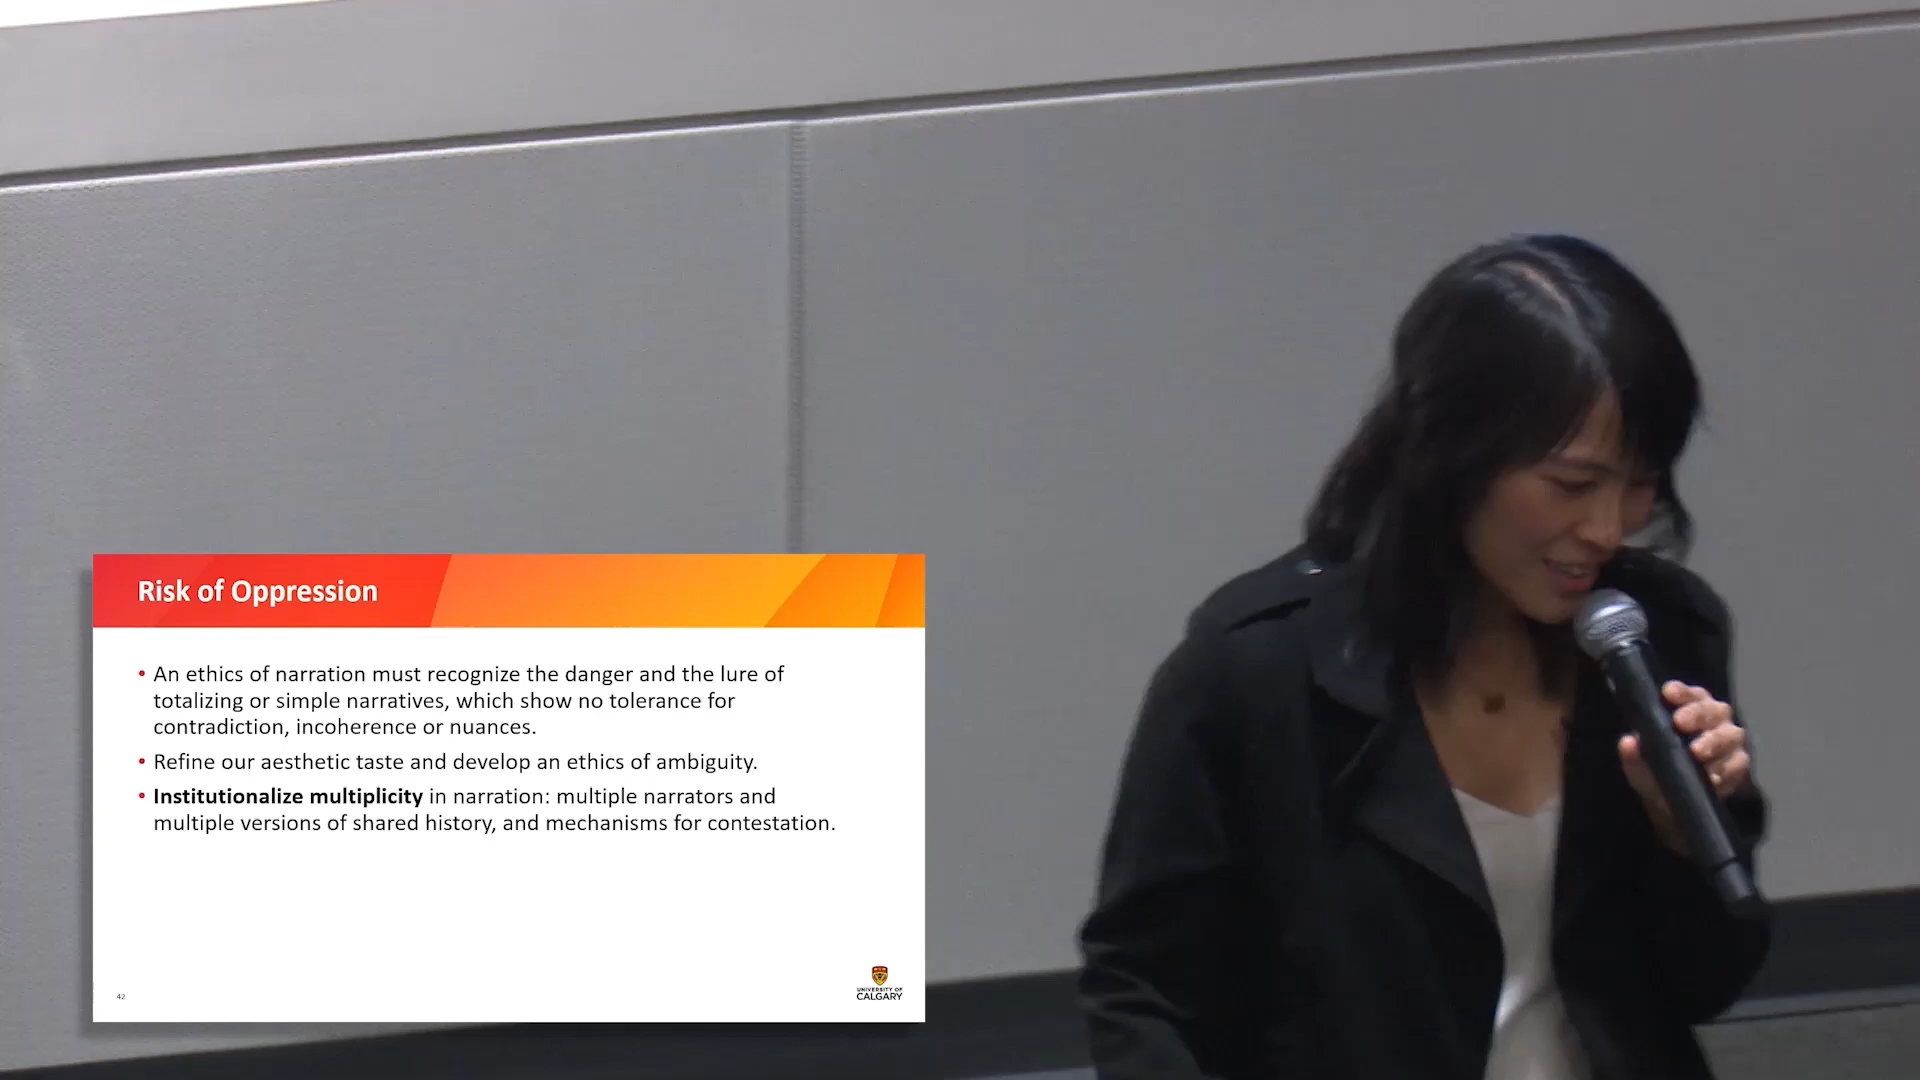 Risk of Oppression
• An ethics of narration must recognize the danger and the lure of
totalizing or simple narratives, which show no tolerance for
contradiction, incoherence or nuances.
• Refine our aesthetic taste and develop an ethics of ambiguity.
• Institutionalize multiplicity in narration: multiple narrators and
multiple versions of shared history, and mechanisms for contestation.
42
UNIVERSITY OF
CALGARY